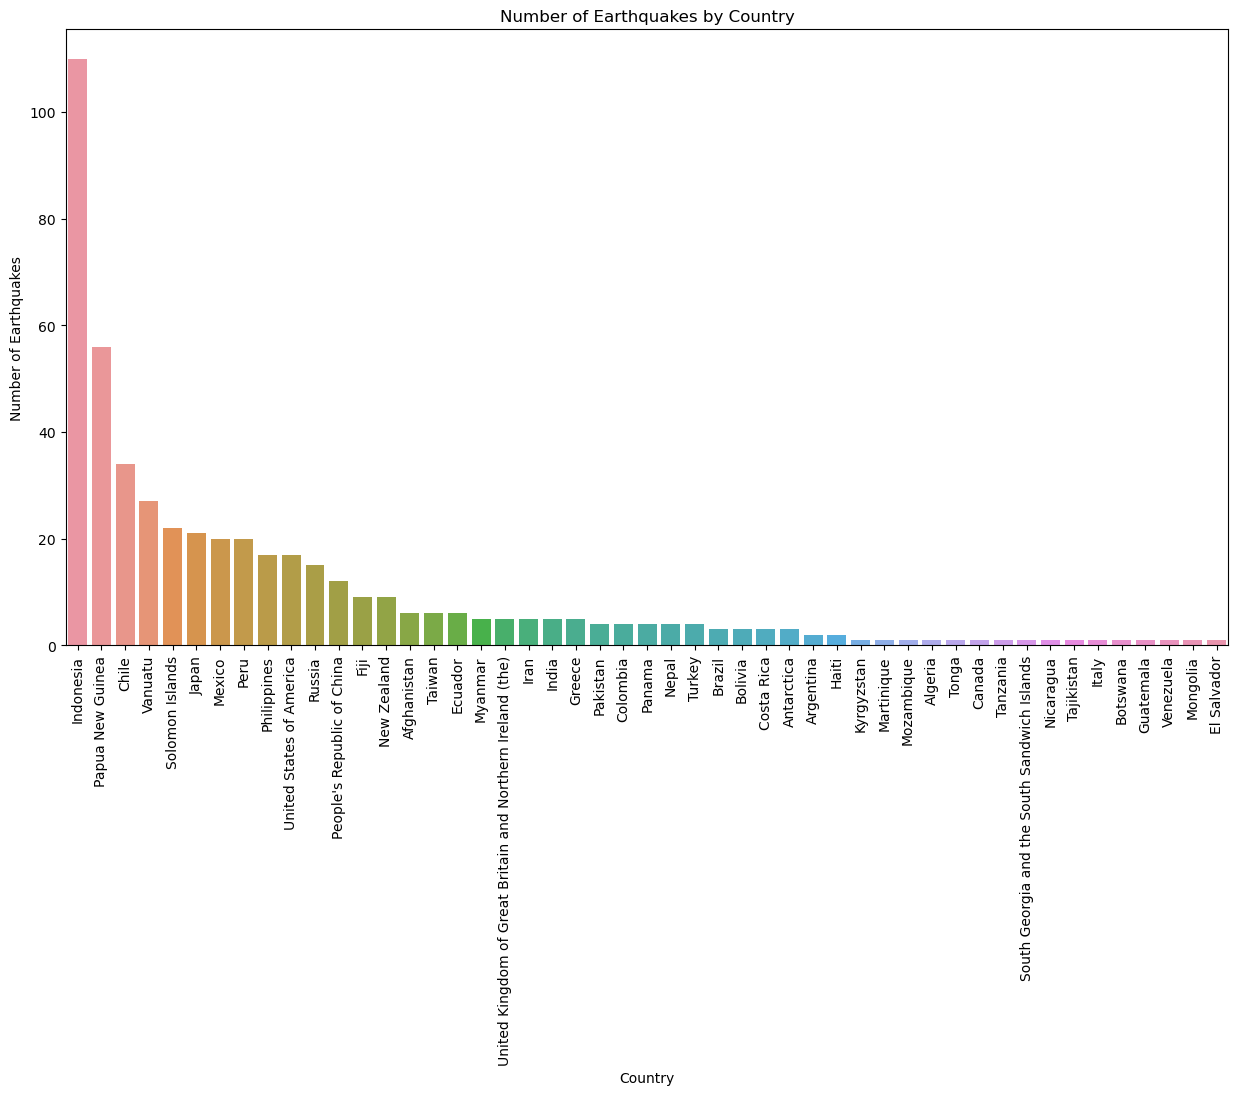 Number of Earthquakes by Country
Number of Earthquakes
100
80
60
40
20
0
Indonesia
Papua New Guinea
Chile
Vanuatu
Solomon Islands
Japan
Mexico
Peru
Philippines
United States of America
Russia
People's Republic of China
Fiji
New Zealand
Afghanistan
Taiwan
Ecuador
Myanmar
United Kingdom of Great Britain and Northern Ireland (the)
Iran
India
Greece
Pakistan
Colombia
Panama
Nepal
Turkey
Brazil
Bolivia
Costa Rica
Antarctica
Argentina
Haiti
Kyrgyzstan
Martinique
Mozambique
Algeria
Tonga
Canada
Tanzania
South Georgia and the South Sandwich Islands
Nicaragua
Tajikistan
Italy
Botswana
Guatemala
Venezuela
Mongolia
El Salvador
Country